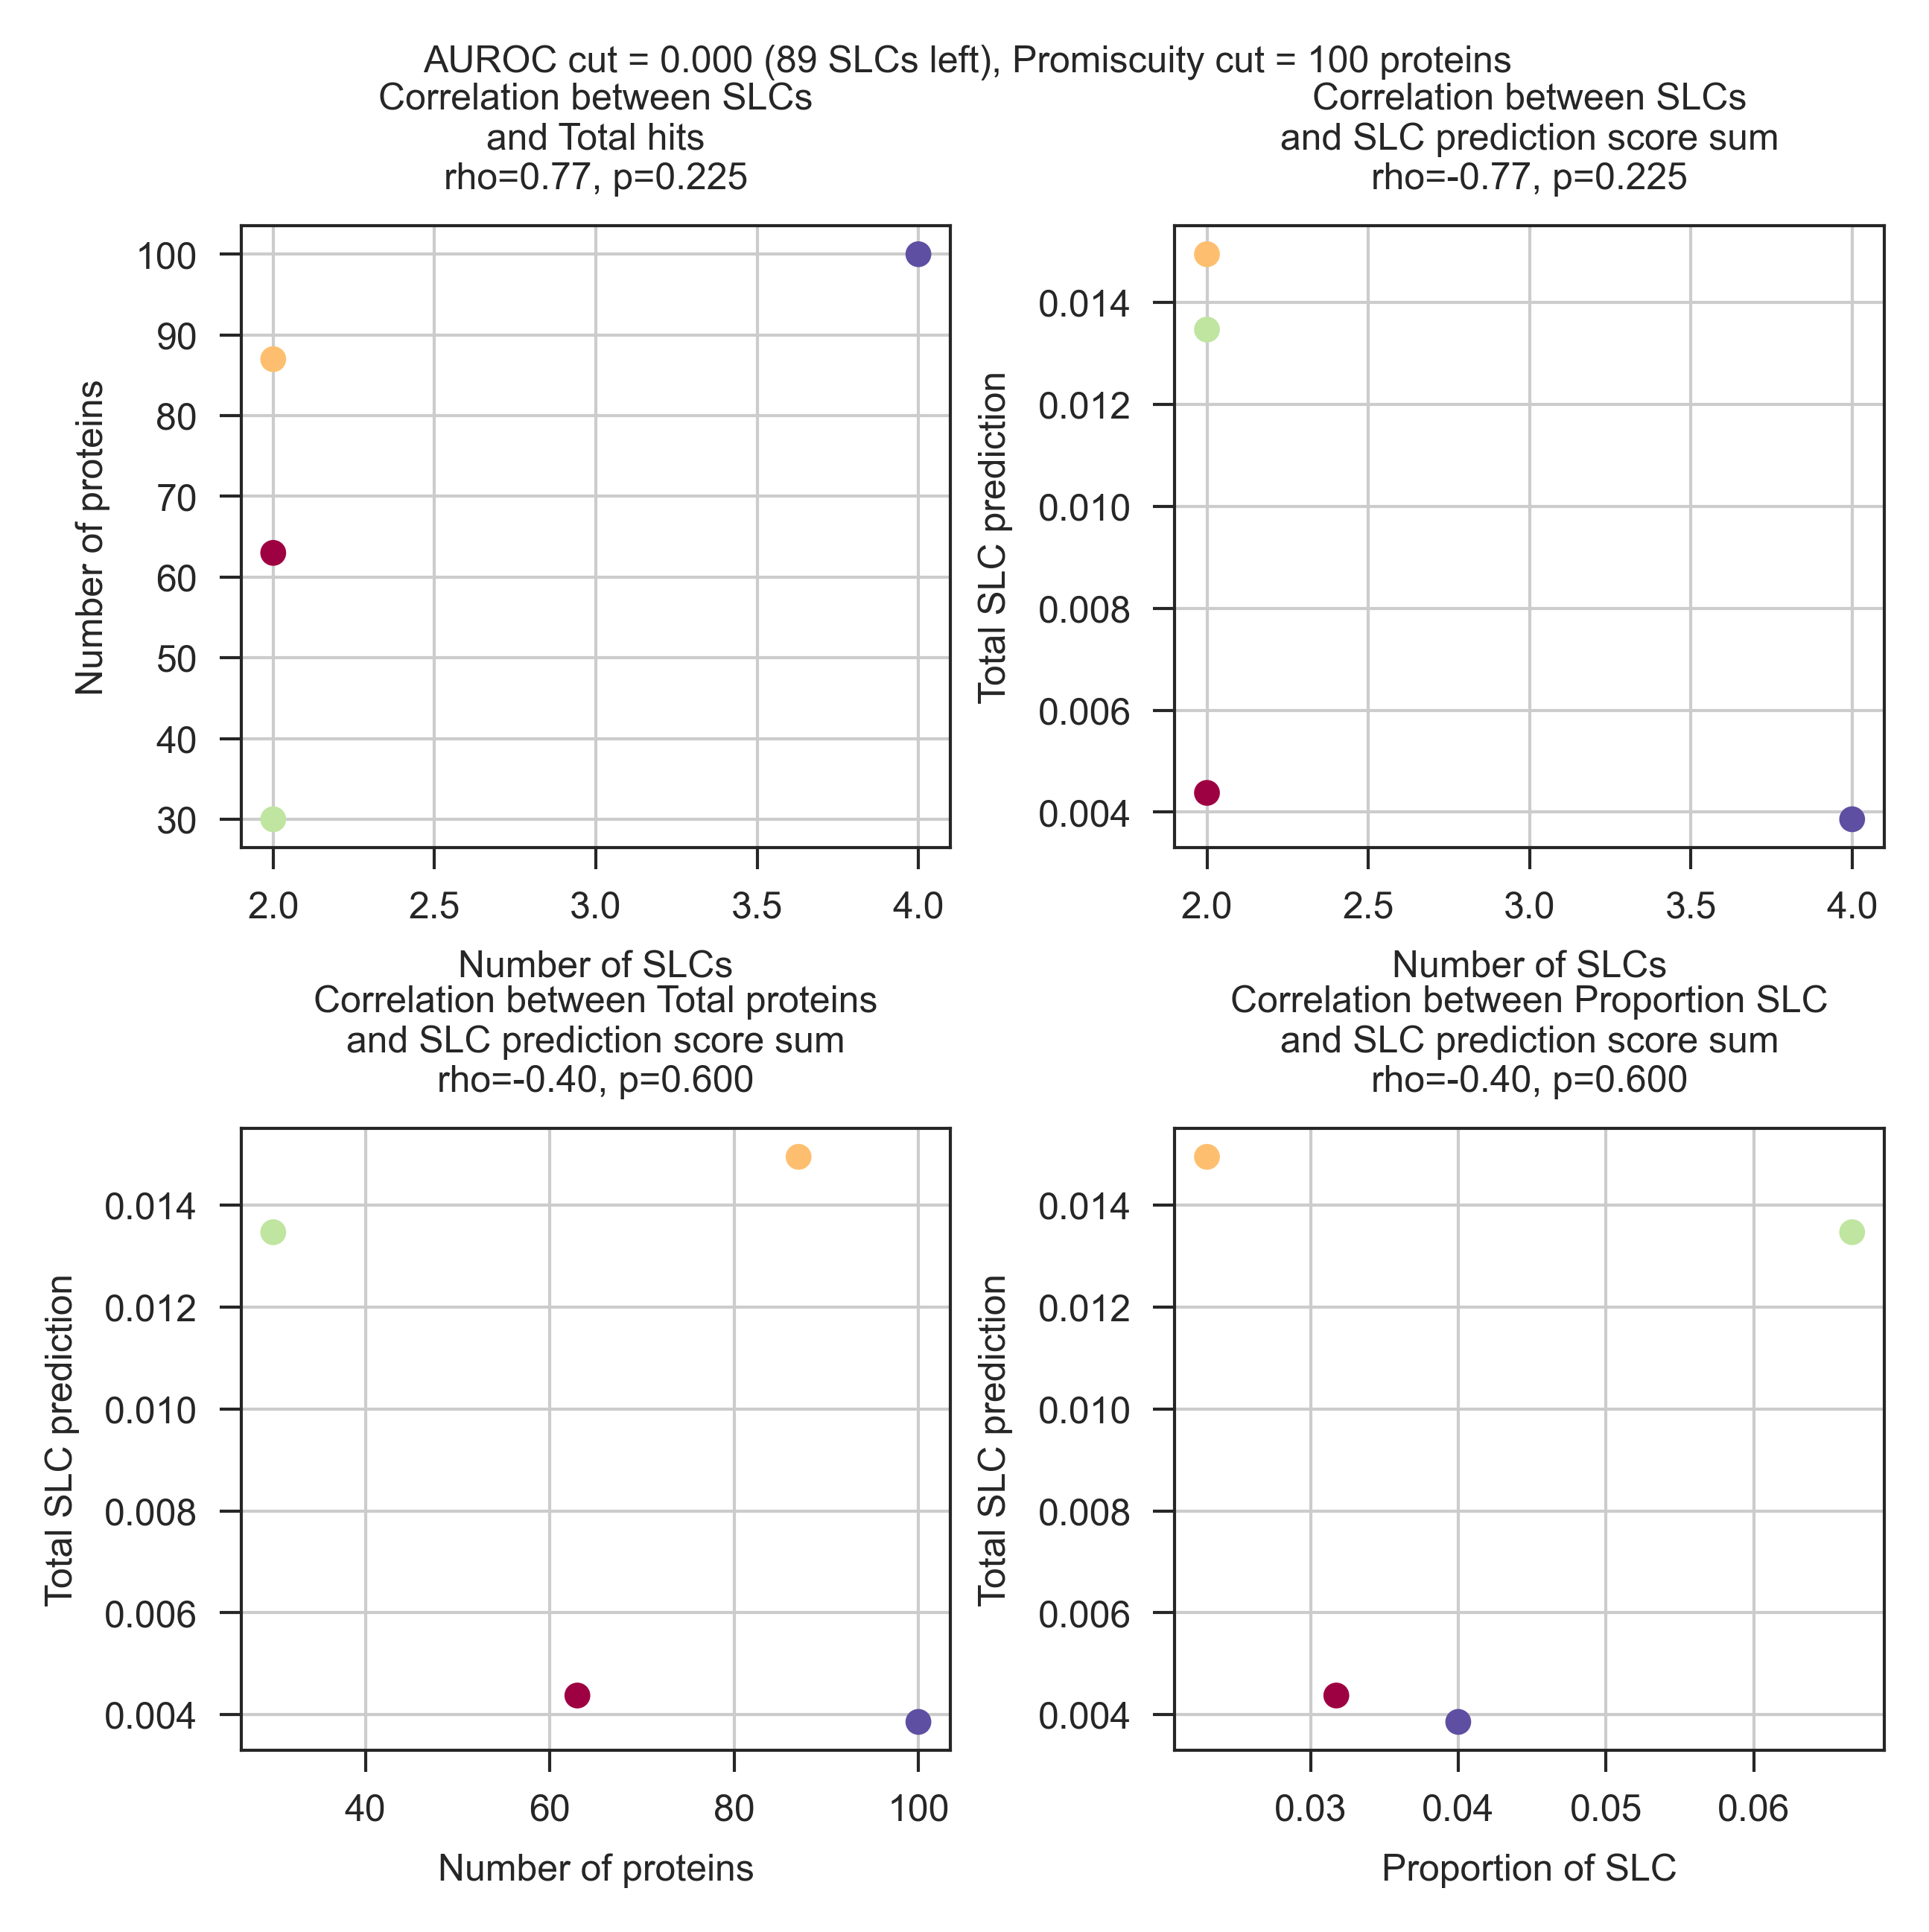 AUROC cut = 0.000 (89 SLCs left), Promiscuity cut = 100 proteins
Correlation between SLCs
and Total hits
rho=0.77, p=0.225
100
90
80
70
60
50
40
30
Number of proteins
2.0 2.5 3.0 3.5 4.0
Number of SLCs
Correlation between SLCs
and SLC prediction score sum
rho=-0.77, p=0.225
0.014
0.012
0.010
0.008
0.006
0.004
Total SLC prediction
2.0 2.5 3.0 3.5 4.0
Number of SLCs
Correlation between Total proteins
and SLC prediction score sum
rho=-0.40, p=0.600
0.014
0.012
0.010
0.008
0.006
0.004
Total SLC prediction
40 60 80 100
Number of proteins
Correlation between Proportion SLC
and SLC prediction score sum
rho=-0.40, p=0.600
0.014
0.012
0.010
0.008
0.006
0.004
Total SLC prediction
0.03 0.04 0.05 0.06
Proportion of SLC